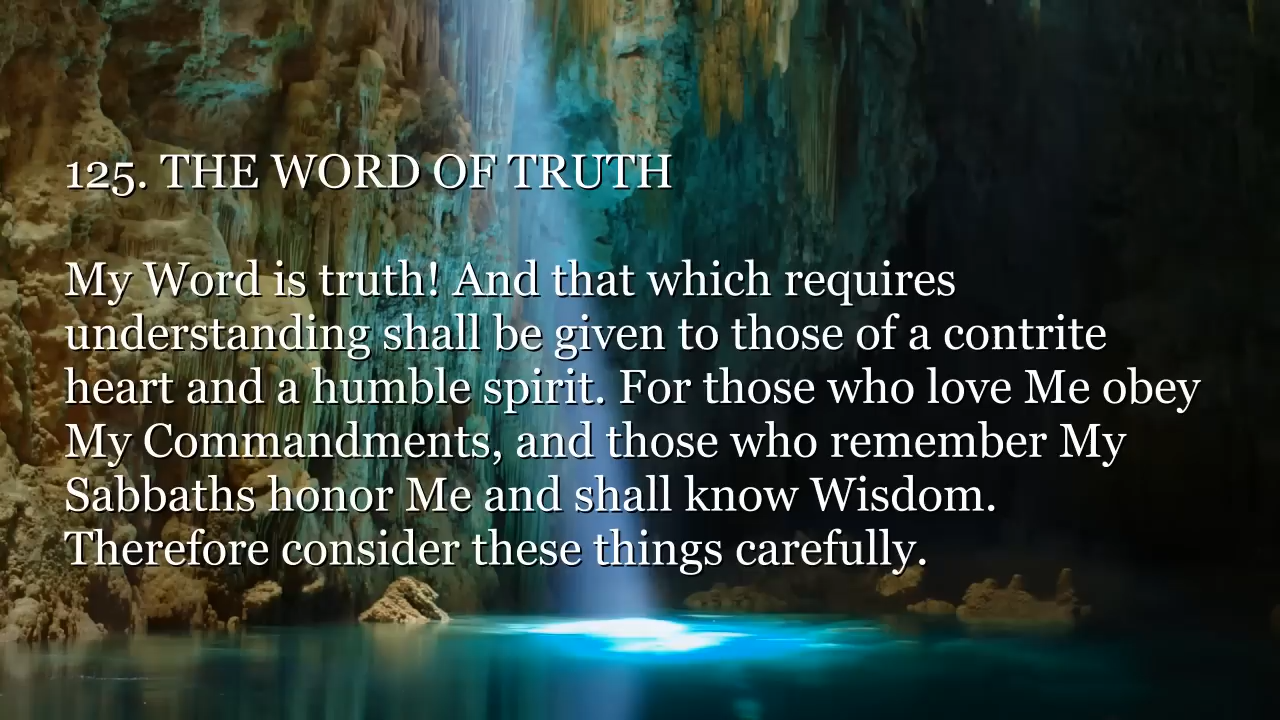 125. THE WORD OF TRUTH
My Word is truth! And that which requires
understanding shall be given to those of a contrite
heart and a humble spirit. For those who love Me obey
My Commandments, and those who remember My
Sabbaths honor Me and shall know Wisdom.
Therefore consider these things carefully.